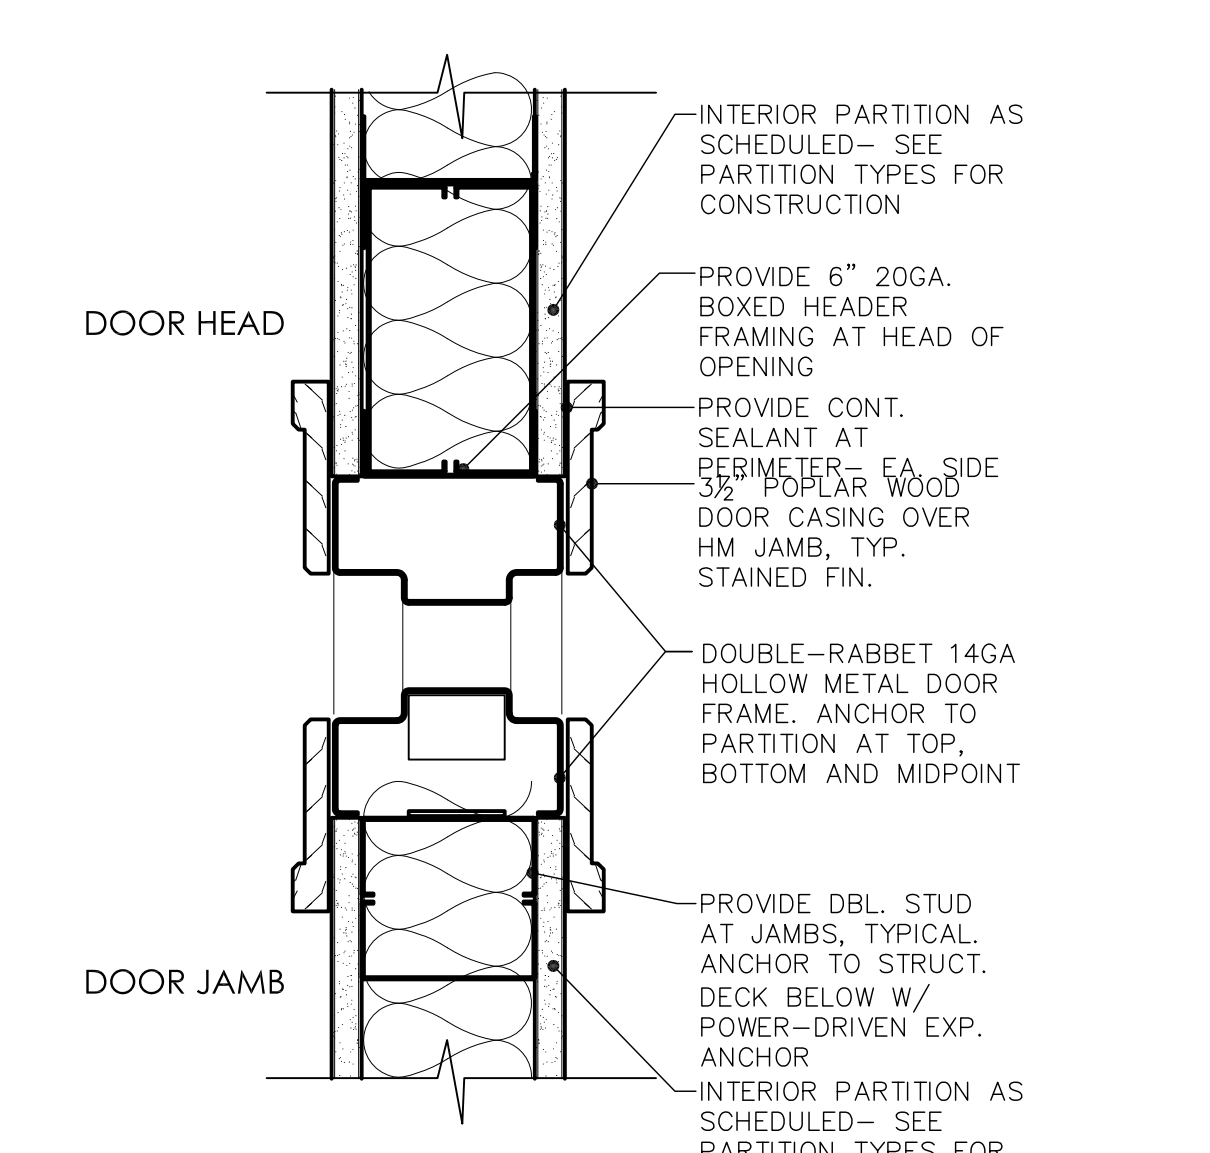 INTERIOR PARTITION AS
SCHEDULED– SEE
PARTITION TYPES FOR
CONSTRUCTION
PROVIDE 6” 20GA.
BOXED HEADER
FRAMING AT HEAD OF
OPENING
DOOR HEAD
PROVIDE CONT.
SEALANT AT
PERIMETER– EA. SIDE
3½” POPLAR WOOD
DOOR CASING OVER
HM JAMB, TYP.
STAINED FIN.
DOUBLE–RABBET 14GA
HOLLOW METAL DOOR
FRAME. ANCHOR TO
PARTITION AT TOP,
BOTTOM AND MIDPOINT
PROVIDE DBL. STUD
AT JAMBS, TYPICAL.
ANCHOR TO STRUCT.
DECK BELOW W/
POWER–DRIVEN EXP.
ANCHOR
DOOR JAMB
INTERIOR PARTITION AS
SCHEDULED– SEE
PARTITION TYPES FOR